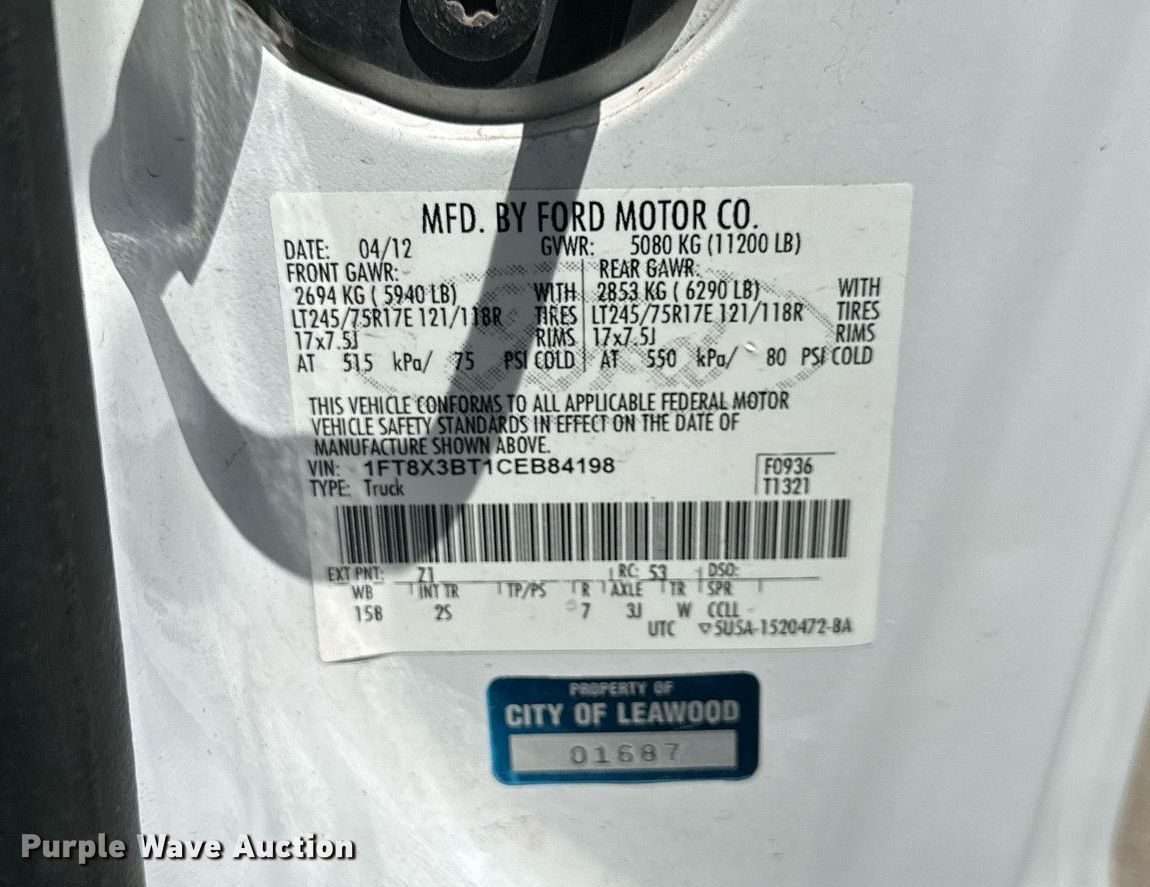 MFD. BY FORD MOTOR CO.
DATE: 04/12 GVWR: 5080 KG (11200 LB)
FRONT GAWR: REAR GAWR:
2694 KG ( 5940 LB) WITH 2853 KG ( 6290 LB) WITH
LT245/75R17E 121/118R TIRES LT245/75R17E 121/118R TIRES
17x7.5J RIMS 17x7.5J RIMS
AT 515 kPa/ 75 PSI COLD AT 550 kPa/ 80 PSI COLD
THIS VEHICLE CONFORMS TO ALL APPLICABLE FEDERAL MOTOR
VEHICLE SAFETY STANDARDS IN EFFECT ON THE DATE OF
MANUFACTURE SHOWN ABOVE.
VIN: 1FT8X3BT1CEB84198 F0936
TYPE: Truck T1321
EXT PNT: Z1 RC: 53 DSO:
WB INT TR TP/PS R AXLE TR SPR
158 2S 7 3J W CCLL
UTC ▽5U5A-1520472-BA
PROPERTY OF
CITY OF LEAWOOD
01687
Purple Wave Auction